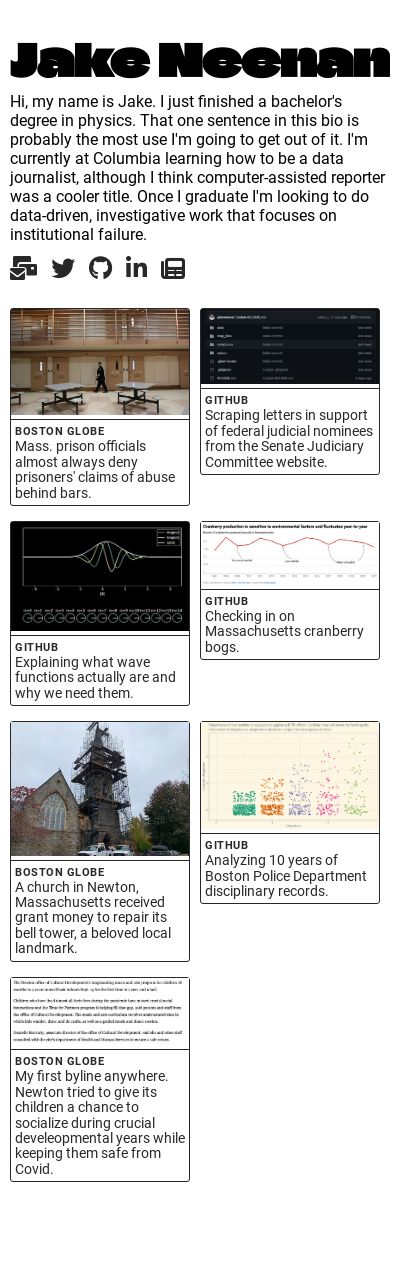 Jake Neenan
Hi, my name is Jake. I just finished a bachelor's
degree in physics. That one sentence in this bio is
probably the most use I'm going to get out of it. I'm
currently at Columbia learning how to be a data
journalist, although I think computer-assisted reporter
was a cooler title. Once I graduate I'm looking to do
data-driven, investigative work that focuses on
institutional failure.
BOSTON GLOBE
Mass. prison officials
almost always deny
prisoners' claims of abuse
behind bars.
GITHUB
Scraping letters in support
of federal judicial nominees
from the Senate Judiciary
Committee website.
GITHUB
Explaining what wave
functions actually are and
why we need them.
Cranberry production is sensitive to environmental factors and fluctuates year-to-year
GITHUB
Checking in on
Massachusetts cranberry
bogs.
BOSTON GLOBE
A church in Newton,
Massachusetts received
grant money to repair its
bell tower, a beloved local
landmark.
GITHUB
Analyzing 10 years of
Boston Police Department
disciplinary records.
BOSTON GLOBE
My first byline anywhere.
Newton tried to give its
children a chance to
socialize during crucial
develeopmental years while
keeping them safe from
Covid.